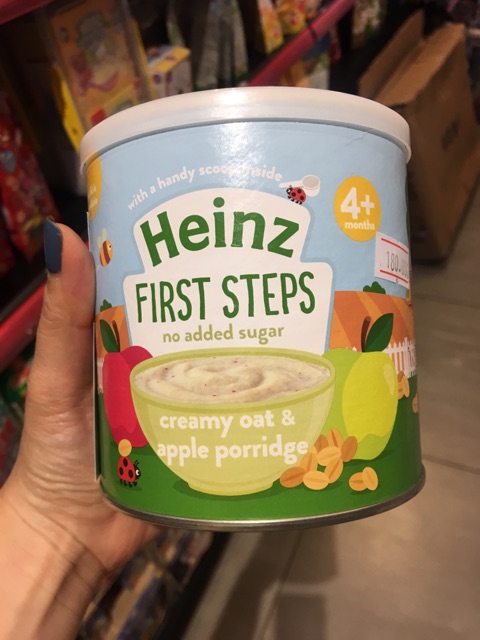 with a handy scoop inside
Heinz
FIRST STEPS
no added sugar
4+
months
creamy oat &
apple porridge